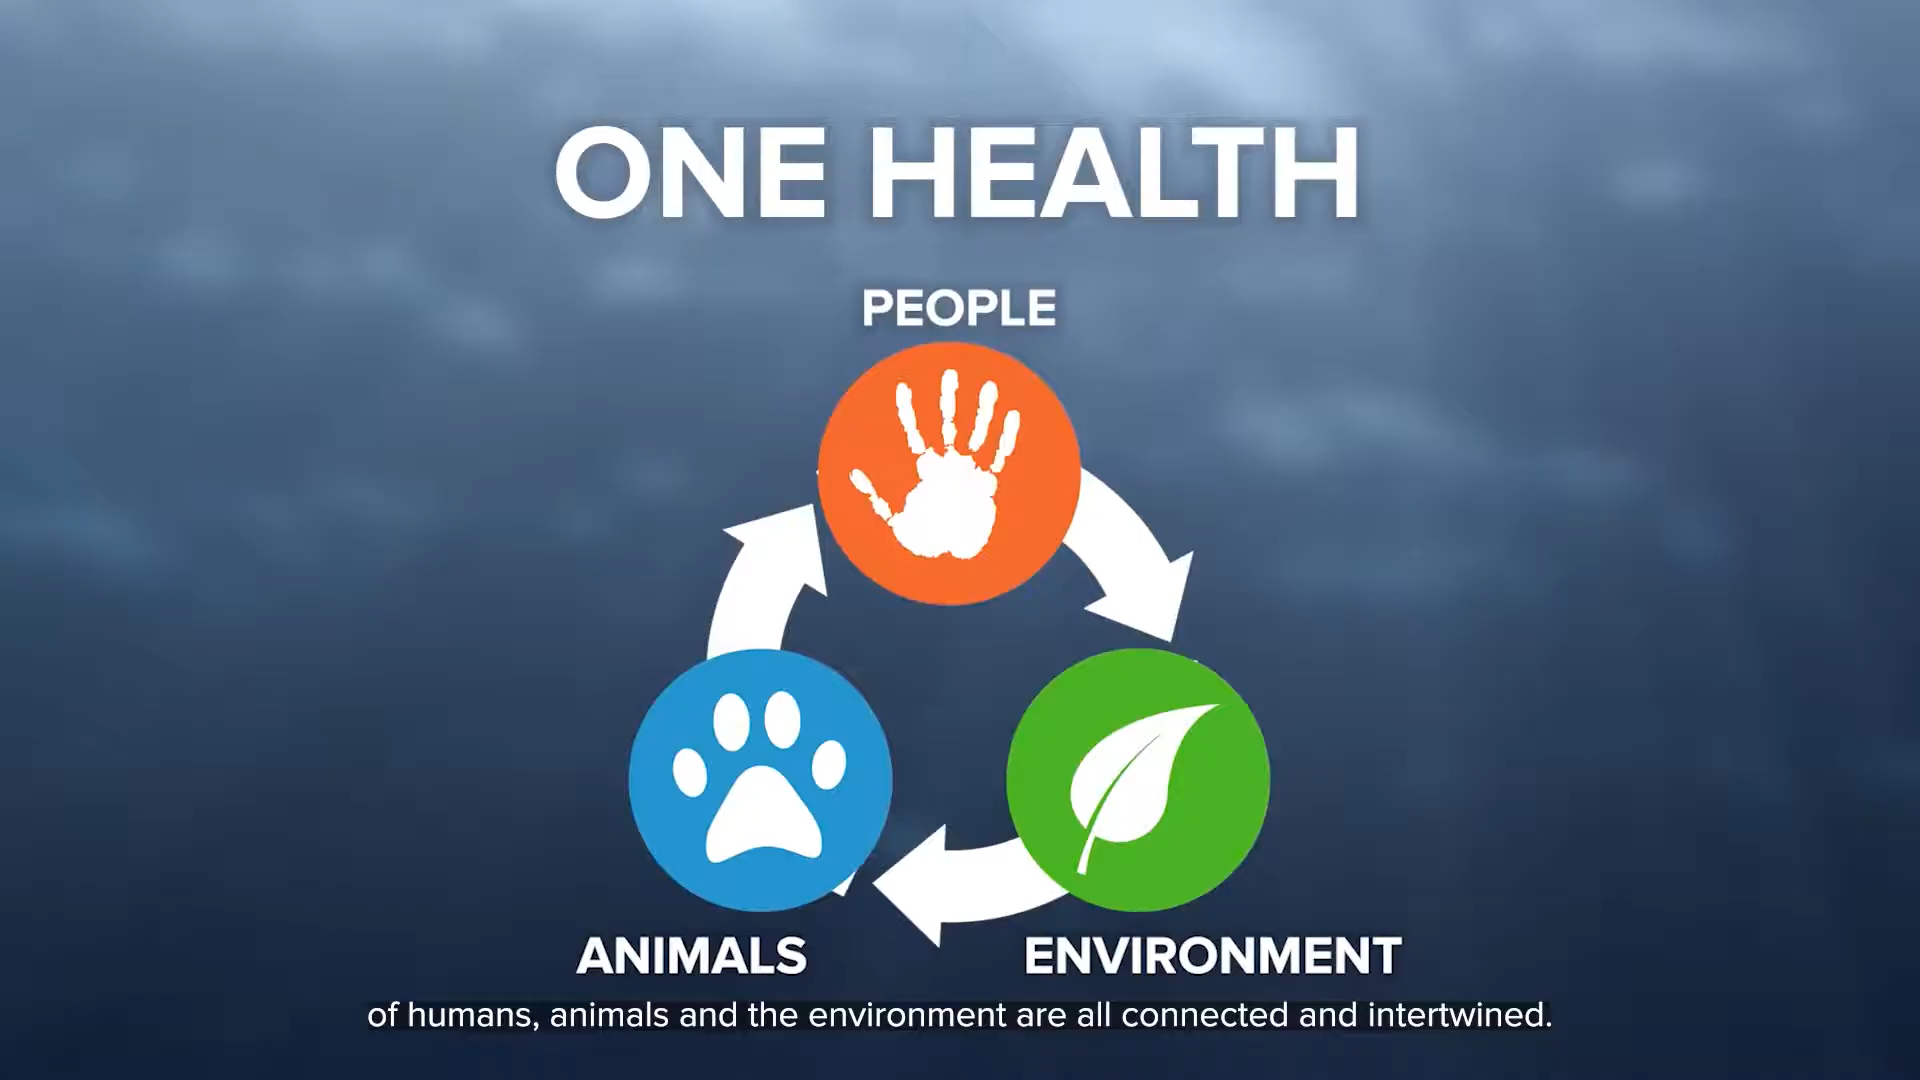 ONE HEALTH
PEOPLE
ANIMALS
ENVIRONMENT
of humans, animals and the environment are all connected and intertwined.